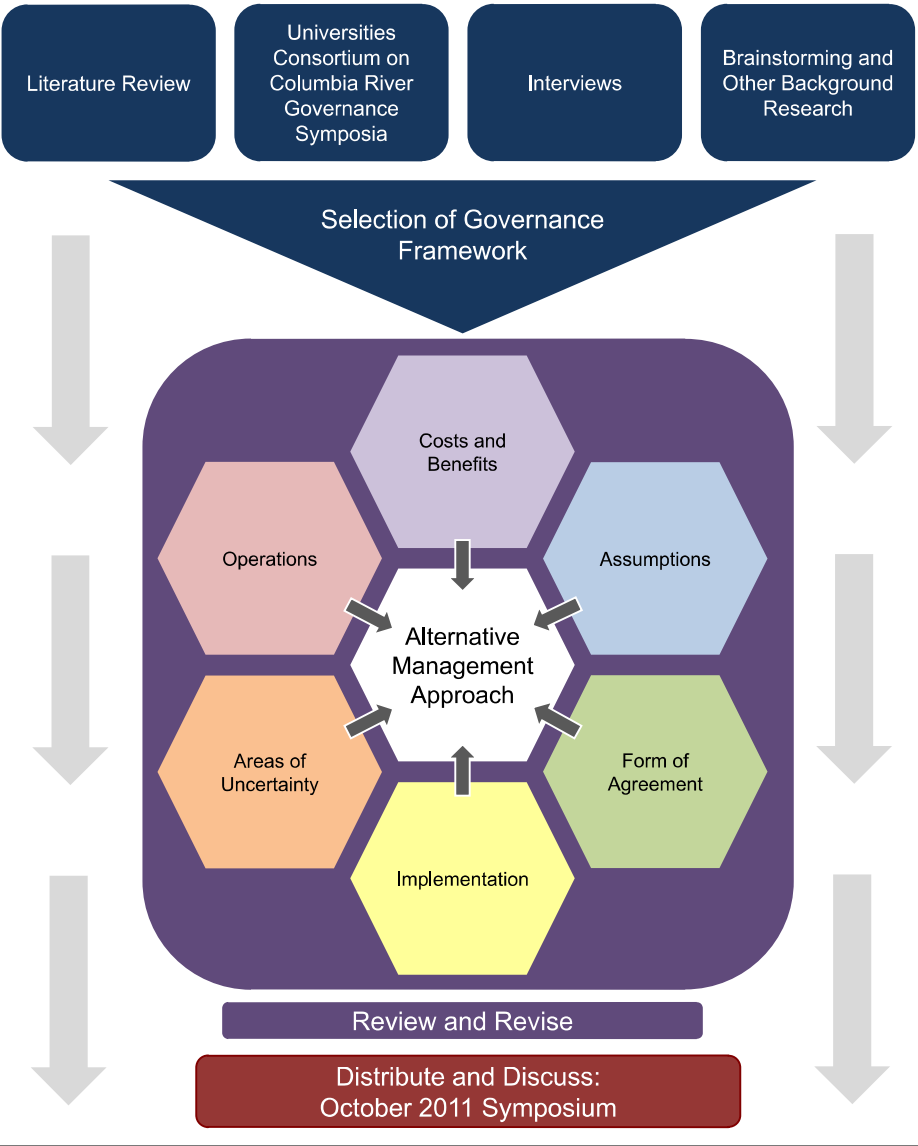 Literature Review
Universities
Consortium on
Columbia River
Governance
Symposia
Interviews
Brainstorming and
Other Background
Research
Selection of Governance
Framework
Costs and
Benefits
Operations
Assumptions
Alternative
Management
Approach
Areas of
Uncertainty
Form of
Agreement
Implementation
Review and Revise
Distribute and Discuss:
October 2011 Symposium